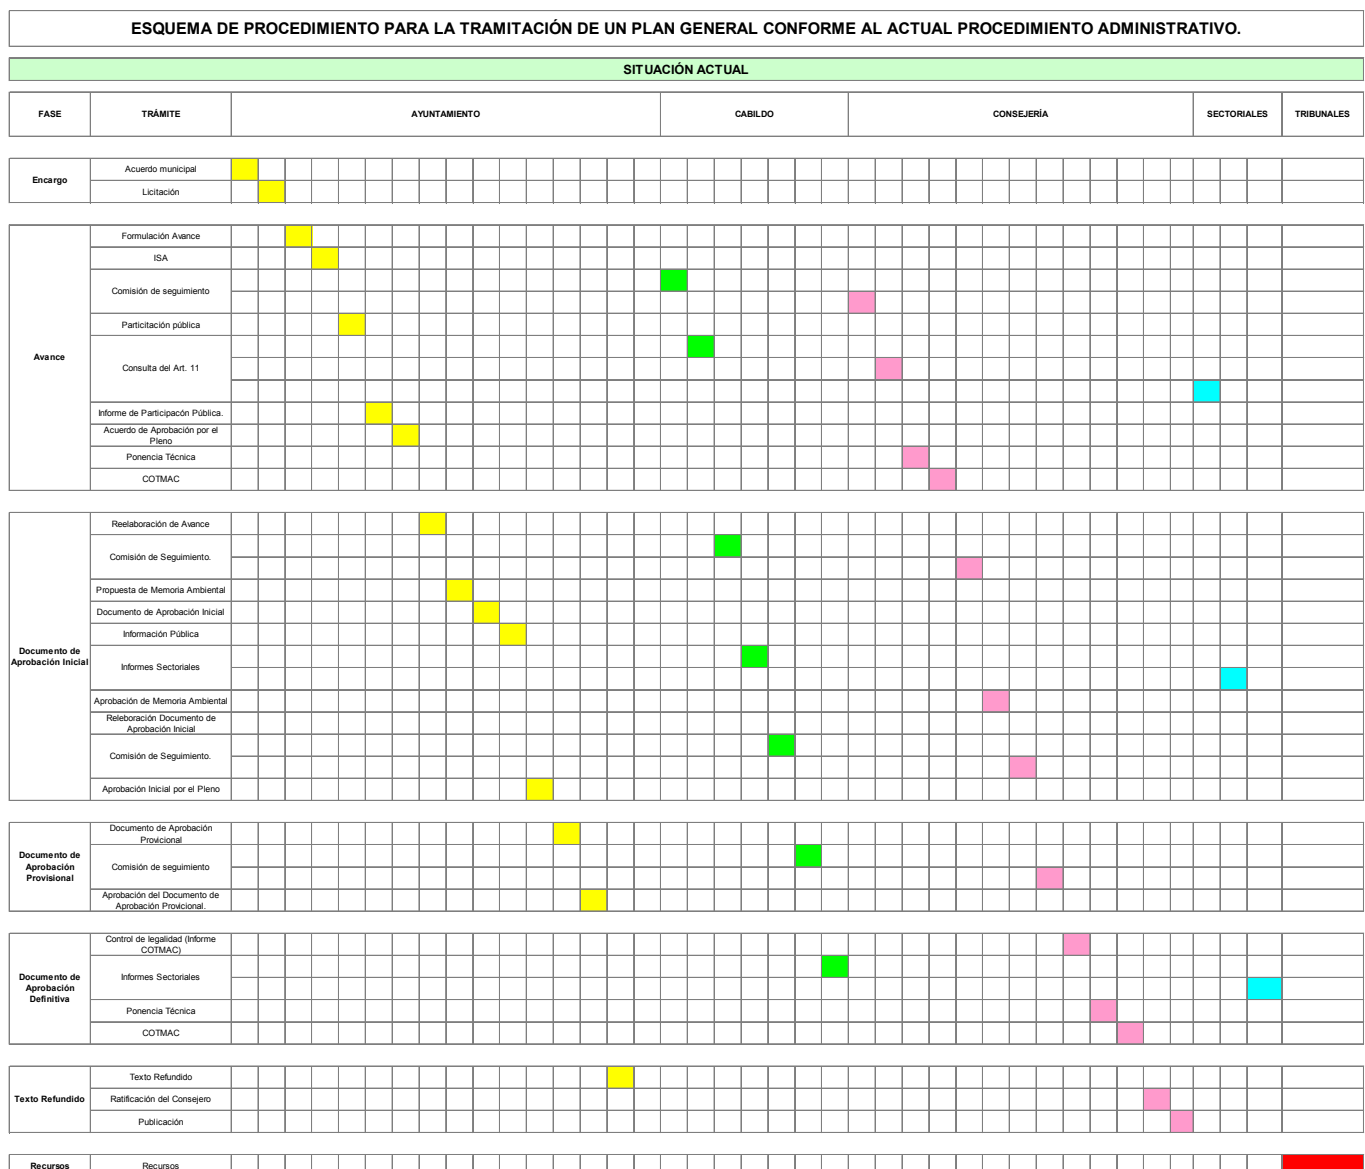 ESQUEMA DE PROCEDIMIENTO PARA LA TRAMITACIÓN DE UN PLAN GENERAL CONFORME AL ACTUAL PROCEDIMIENTO ADMINISTRATIVO.
SITUACIÓN ACTUAL
FASE TRÁMITE AYUNTAMIENTO CABILDO CONSEJERÍA SECTORIALES TRIBUNALES
Encargo
Acuerdo municipal
Licitación
Avance
Formulación Avance
ISA
Comisión de seguimiento
Particitación pública
Consulta del Art. 11
Informe de Participacón Pública.
Acuerdo de Aprobación por el
Pleno
Ponencia Técnica
COTMAC
Documento de
Aprobación Inicial
Reelaboración de Avance
Comisión de Seguimiento.
Propuesta de Memoria Ambiental
Documento de Aprobación Inicial
Información Pública
Informes Sectoriales
Aprobación de Memoria Ambiental
Releboración Documento de
Aprobación Inicial
Comisión de Seguimiento.
Aprobación Inicial por el Pleno
Documento de
Aprobación
Provisional
Documento de Aprobación
Provicional
Comisión de seguimiento
Aprobación del Documento de
Aprobación Provicional.
Documento de
Aprobación
Definitiva
Control de legalidad (Informe
COTMAC)
Informes Sectoriales
Ponencia Técnica
COTMAC
Texto Refundido
Texto Refundido
Ratificación del Consejero
Publicación
Recursos
Recursos